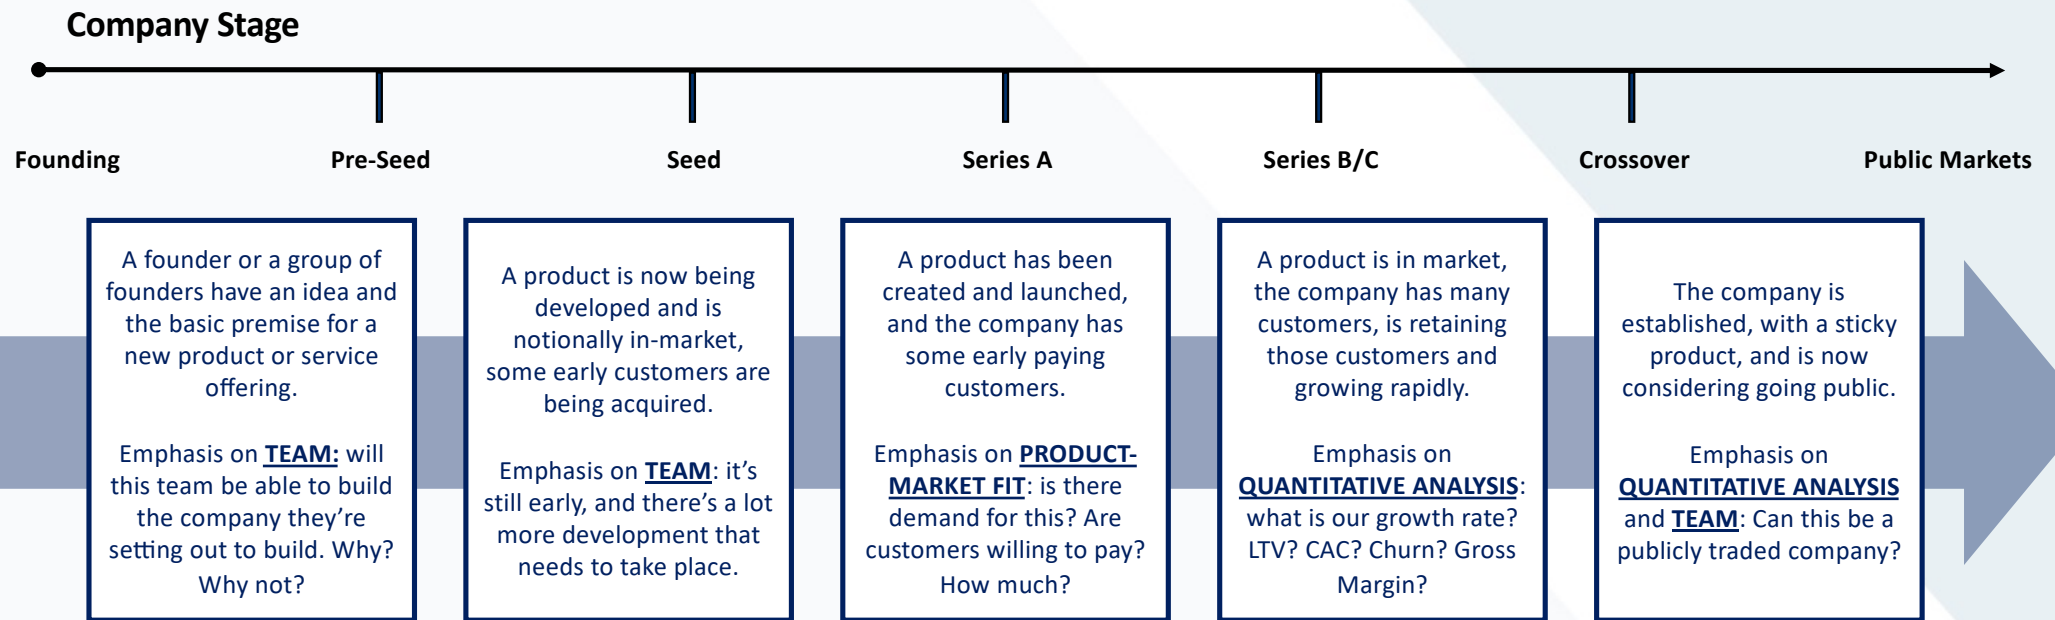 Company Stage
Founding
Pre-Seed
Seed
Series A
Series B/C
Crossover
Public Markets
A founder or a group of
founders have an idea and
the basic premise for a
new product or service
offering.
Emphasis on TEAM: will
this team be able to build
the company they’re
setting out to build. Why?
Why not?
A product is now being
developed and is
notionally in-market,
some early customers are
being acquired.
Emphasis on TEAM: it’s
still early, and there’s a lot
more development that
needs to take place.
A product has been
created and launched,
and the company has
some early paying
customers.
Emphasis on PRODUCT-
MARKET FIT: is there
demand for this? Are
customers willing to pay?
How much?
A product is in market,
the company has many
customers, is retaining
those customers and
growing rapidly.
Emphasis on
QUANTITATIVE ANALYSIS:
what is our growth rate?
LTV? CAC? Churn? Gross
Margin?
The company is
established, with a sticky
product, and is now
considering going public.
Emphasis on
QUANTITATIVE ANALYSIS
and TEAM: Can this be a
publicly traded company?